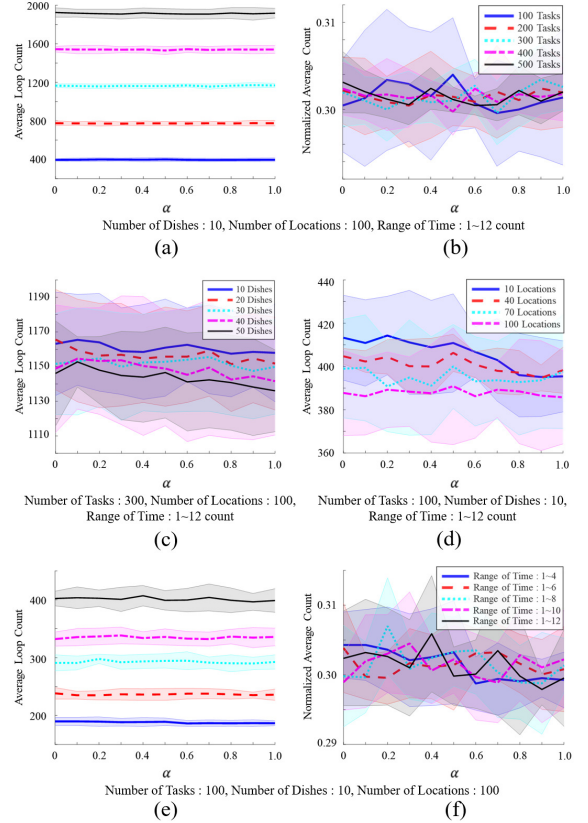 2000
1600
1200
800
400
Average Loop Count
0 0.2 0.4 0.6 0.8 1.0
α
0.31
0.30
Normalized Average Count
100 Tasks
200 Tasks
300 Tasks
400 Tasks
500 Tasks
0 0.2 0.4 0.6 0.8 1.0
α
Number of Dishes : 10, Number of Locations : 100, Range of Time : 1~12 count
(a) (b)
1190
1170
1150
1130
1110
Average Loop Count
10 Dishes
20 Dishes
30 Dishes
40 Dishes
50 Dishes
0 0.2 0.4 0.6 0.8 1.0
α
Number of Tasks : 300, Number of Locations : 100,
Range of Time : 1~12 count
(c)
440
420
400
380
360
Average Loop Count
10 Locations
40 Locations
70 Locations
100 Locations
0 0.2 0.4 0.6 0.8 1.0
α
Number of Tasks : 100, Number of Dishes : 10,
Range of Time : 1~12 count
(d)
400
300
200
Average Loop Count
0 0.2 0.4 0.6 0.8 1.0
α
0.31
0.30
0.29
Normalized Average Count
Range of Time : 1~4
Range of Time : 1~6
Range of Time : 1~8
Range of Time : 1~10
Range of Time : 1~12
0 0.2 0.4 0.6 0.8 1.0
α
Number of Tasks : 100, Number of Dishes : 10, Number of Locations : 100
(e) (f)